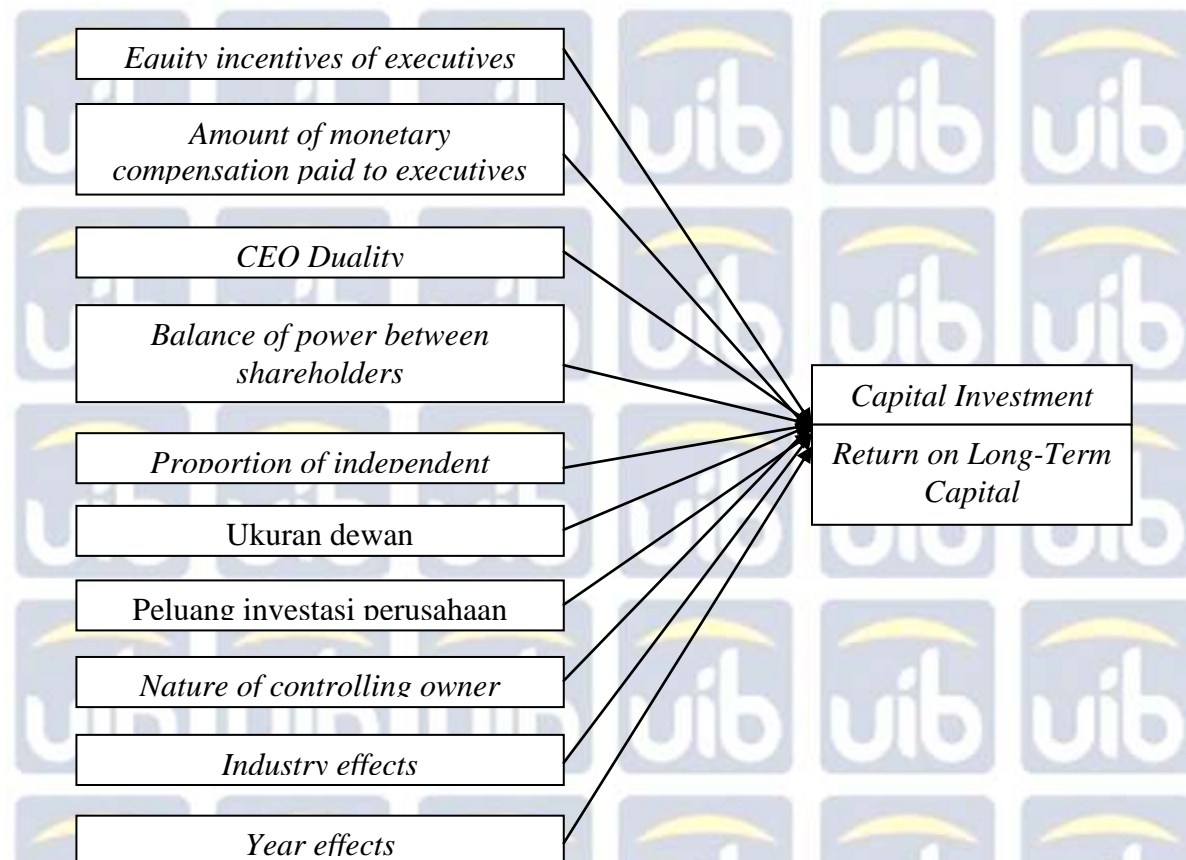 Equity incentives of executives
Amount of monetary
compensation paid to executives
CEO Duality
Balance of power between
shareholders
Capital Investment
Return on Long-Term
Capital
Proportion of independent
Ukuran dewan
Peluang investasi perusahaan
Nature of controlling owner
Industry effects
Year effects
uib